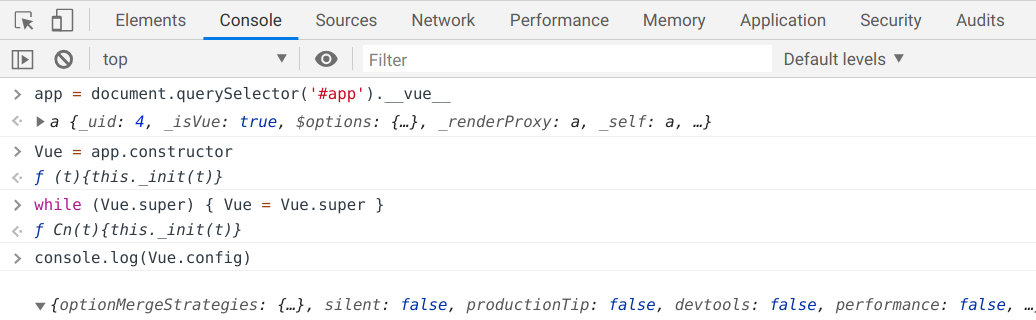 Elements Console Sources Network Performance Memory Application Security Audits
top Filter Default levels
> app = document.querySelector('#app').__vue__
a {_uid: 4, _isVue: true, $options: {…}, _renderProxy: a, _self: a, …}
> Vue = app.constructor
ƒ (t){this._init(t)}
> while (Vue.super) { Vue = Vue.super }
ƒ Cn(t){this._init(t)}
> console.log(Vue.config)
{optionMergeStrategies: {…}, silent: false, productionTip: false, devtools: false, performance: false, …